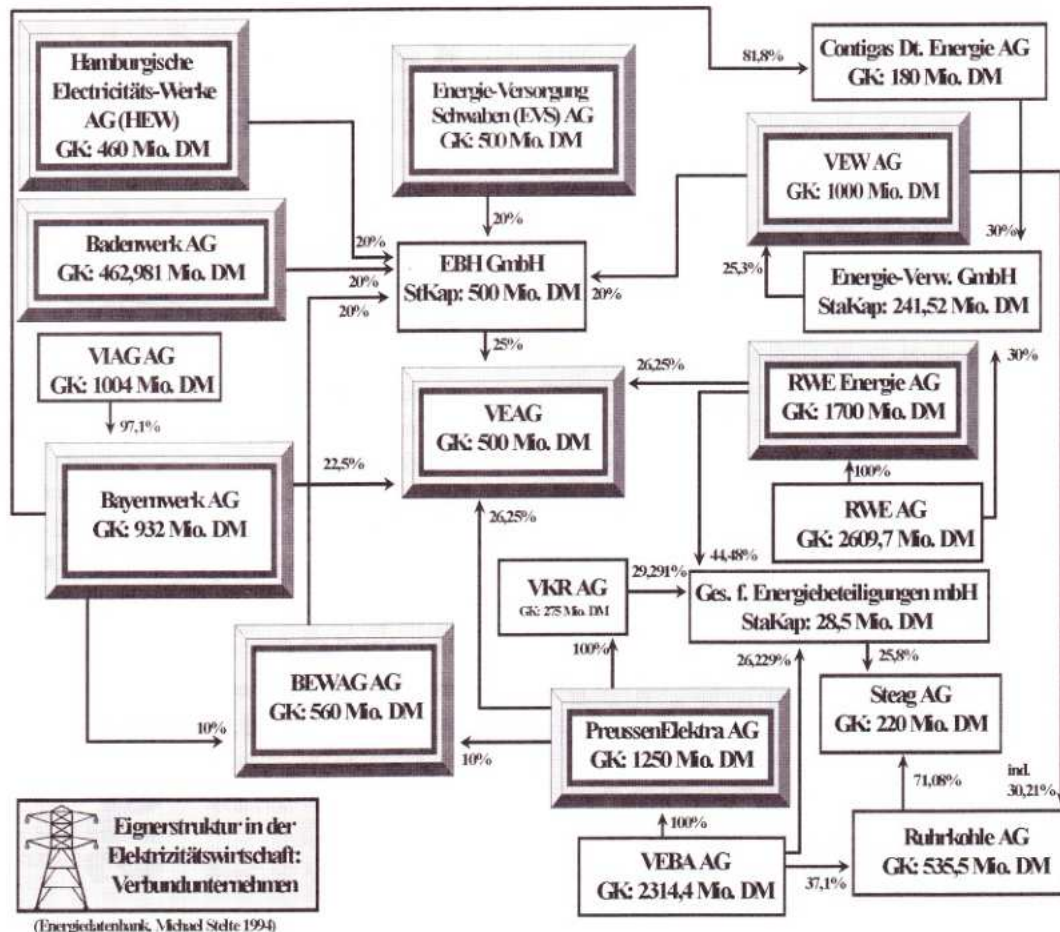 Hamburgische
Electricitäts-Werke
AG (HEW)
GK: 460 Mio. DM
Energie-Versorgung
Schwaben (EVS) AG
GK: 500 Mio. DM
81,8%
Contigas Dt. Energie AG
GK: 180 Mio. DM
VEW AG
GK: 1000 Mio. DM
20%
30%
Badenwerk AG
GK: 462,981 Mio. DM
20%
20%
20%
EBH GmbH
StKap: 500 Mio. DM
20%
25,3%
Energie-Verw. GmbH
StaKap: 241,52 Mio. DM
25%
VIAG AG
GK: 1004 Mio. DM
97,1%
26,25%
RWE Energie AG
GK: 1700 Mio. DM
30%
VEAG
GK: 500 Mio. DM
22,5%
Bayernwerk AG
GK: 932 Mio. DM
26,25%
100%
RWE AG
GK: 2609,7 Mio. DM
44,48%
VKR AG
GK: 275 Mio. DM
29,291%
Ges. f. Energiebeteiligungen mbH
StaKap: 28,5 Mio. DM
100%
26,229%
25,8%
BEWAG AG
GK: 560 Mio. DM
10%
10%
PreussenElektra AG
GK: 1250 Mio. DM
Steag AG
GK: 220 Mio. DM
71,08%
ind.
30,21%
100%
VEBA AG
GK: 2314,4 Mio. DM
37,1%
Ruhrkohle AG
GK: 535,5 Mio. DM
Eignerstruktur in der
Elektrizitätswirtschaft:
Verbundunternehmen
(Energiedatenbank, Michael Stelte 1994)